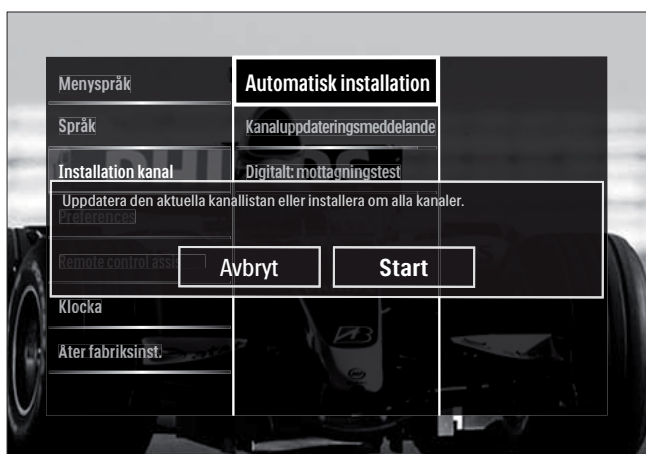 Menyspråk
Automatisk installation
Språk
Kanaluppdateringsmeddelande
Installation kanal
Digitalt: mottagningstest
Uppdatera den aktuella kanallistan eller installera om alla kanaler.
Preferences
Remote control assis
Avbryt
Start
Klocka
Åter fabriksinst.